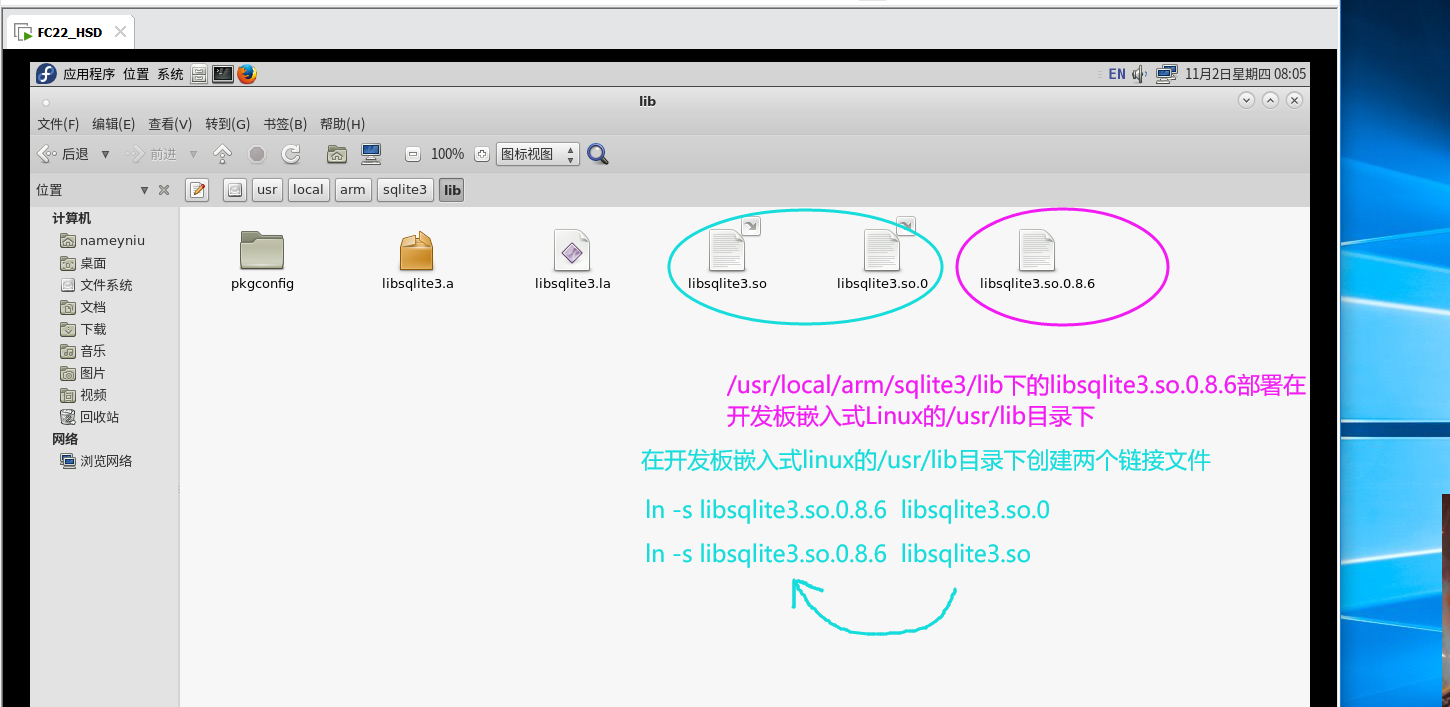 FC22_HSD
应用程序 位置 系统
EN 11月2日星期四 08:05
lib
文件(F) 编辑(E) 查看(V) 转到(G) 书签(B) 帮助(H)
后退 前进 100% 图标视图
位置 usr local arm sqlite3 lib
计算机
nameyniu
桌面
文件系统
文档
下载
音乐
图片
视频
回收站
网络
浏览网络
pkgconfig libsqlite3.a libsqlite3.la libsqlite3.so libsqlite3.so.0 libsqlite3.so.0.8.6
/usr/local/arm/sqlite3/lib下的libsqlite3.so.0.8.6部署在
开发板嵌入式Linux的/usr/lib目录下
在开发板嵌入式linux的/usr/lib目录下创建两个链接文件
ln -s libsqlite3.so.0.8.6 libsqlite3.so.0
ln -s libsqlite3.so.0.8.6 libsqlite3.so